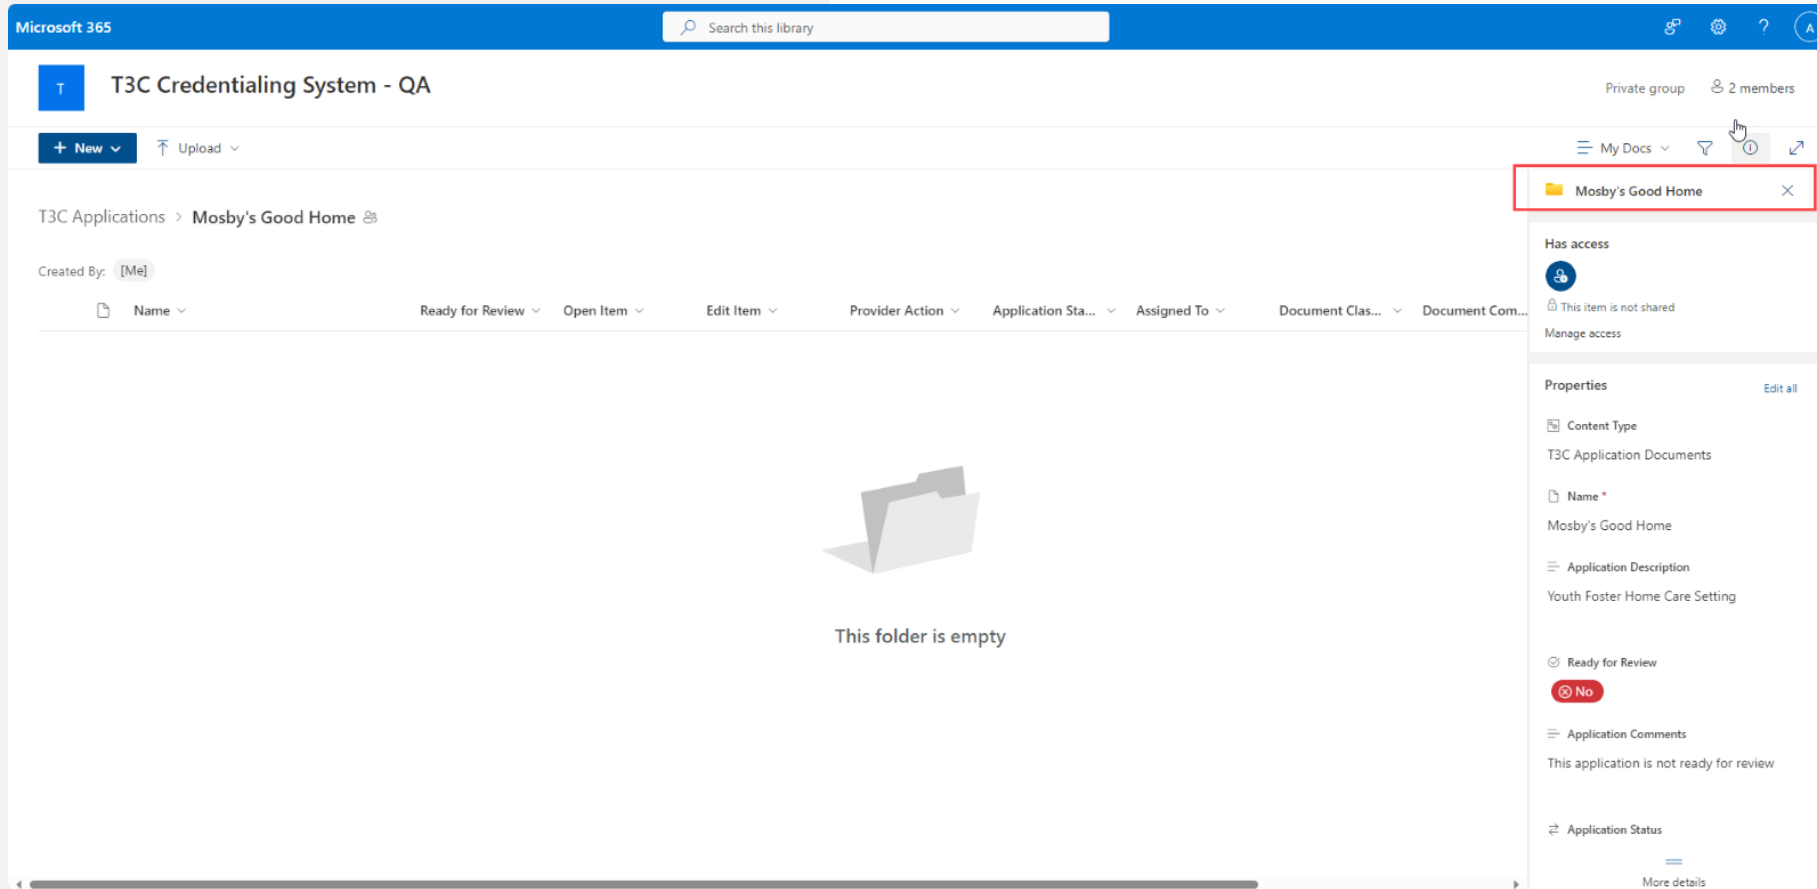 Microsoft 365
Search this library
?
A
T
T3C Credentialing System - QA
Private group
2 members
+ New
Upload
My Docs
Mosby's Good Home
T3C Applications > Mosby's Good Home
Has access
Created By: [Me]
This item is not shared
Manage access
Name
Ready for Review
Open Item
Edit Item
Provider Action
Application Sta...
Assigned To
Document Clas...
Document Com...
This folder is empty
Properties
Edit all
Content Type
T3C Application Documents
Name *
Mosby's Good Home
Application Description
Youth Foster Home Care Setting
Ready for Review
No
Application Comments
This application is not ready for review
Application Status
More details